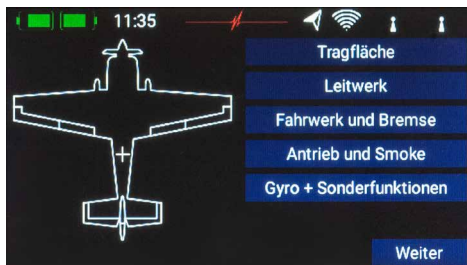 11:35
Tragfläche
Leitwerk
Fahrwerk und Bremse
Antrieb und Smoke
Gyro + Sonderfunktionen
Weiter